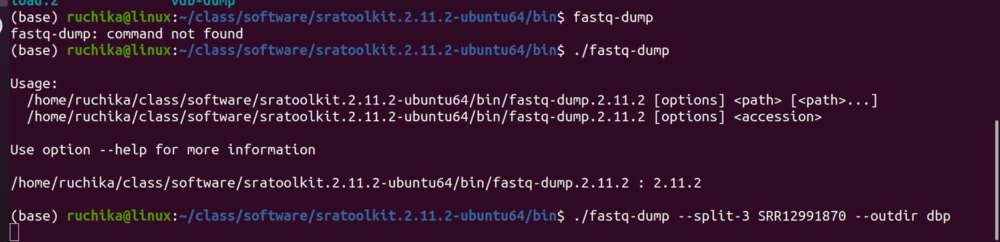 load.2 vdb-dump
(base) ruchika@linux:~/class/software/sratoolkit.2.11.2-ubuntu64/bin$ fastq-dump
fastq-dump: command not found
(base) ruchika@linux:~/class/software/sratoolkit.2.11.2-ubuntu64/bin$ ./fastq-dump
Usage:
/home/ruchika/class/software/sratoolkit.2.11.2-ubuntu64/bin/fastq-dump.2.11.2 [options] <path> [<path>...]
/home/ruchika/class/software/sratoolkit.2.11.2-ubuntu64/bin/fastq-dump.2.11.2 [options] <accession>
Use option --help for more information
/home/ruchika/class/software/sratoolkit.2.11.2-ubuntu64/bin/fastq-dump.2.11.2 : 2.11.2
(base) ruchika@linux:~/class/software/sratoolkit.2.11.2-ubuntu64/bin$ ./fastq-dump --split-3 SRR12991870 --outdir dbp